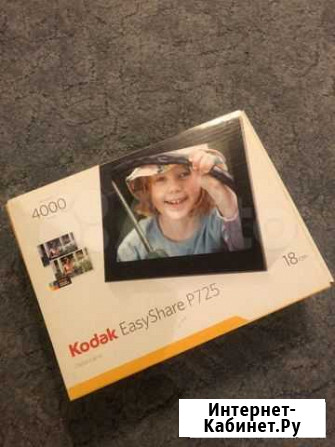 4000
18cm
Kodak EasyShare P725
Интернет-
Кабинет.Ру